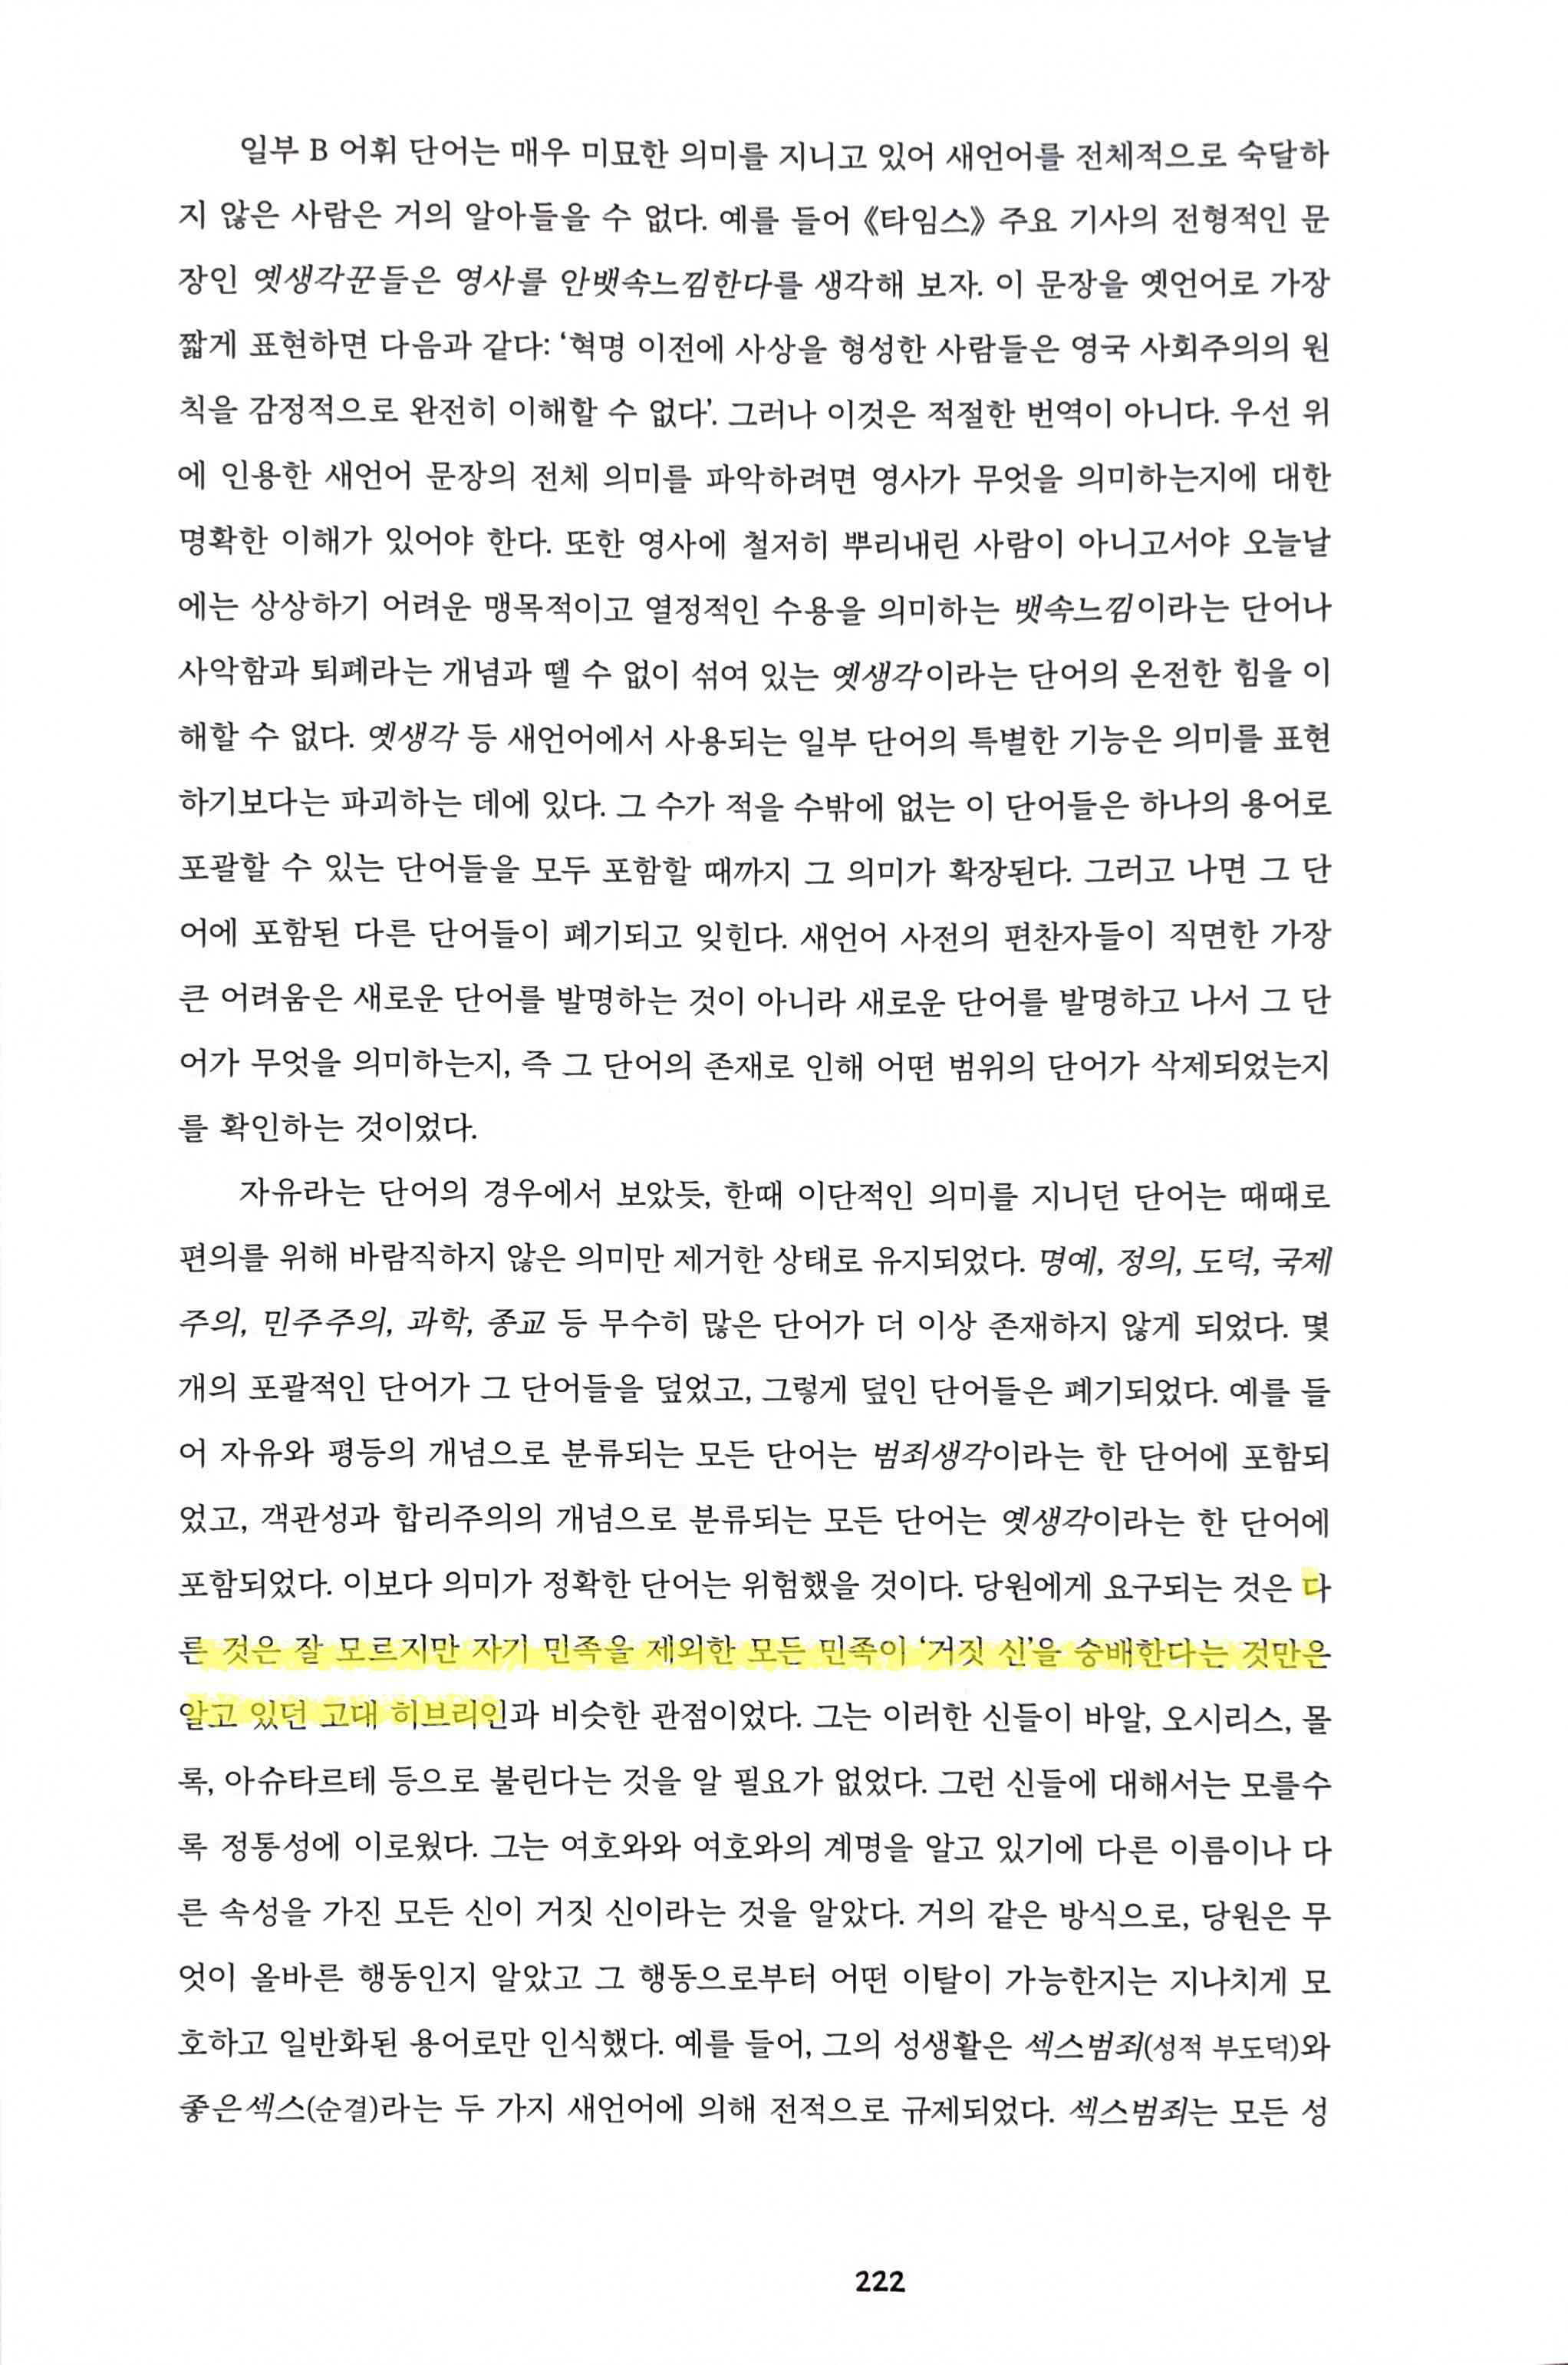 일부 B 어휘 단어는 매우 미묘한 의미를 지니고 있어 새언어를 전체적으로 숙달하
지 않은 사람은 거의 알아들을 수 없다. 예를 들어 《타임스》 주요 기사의 전형적인 문
장인 옛생각꾼들은 영사를 안뱃속느낌한다를 생각해 보자. 이 문장을 옛언어로 가장
짧게 표현하면 다음과 같다: ‘혁명 이전에 사상을 형성한 사람들은 영국 사회주의의 원
칙을 감정적으로 완전히 이해할 수 없다’. 그러나 이것은 적절한 번역이 아니다. 우선 위
에 인용한 새언어 문장의 전체 의미를 파악하려면 영사가 무엇을 의미하는지에 대한
명확한 이해가 있어야 한다. 또한 영사에 철저히 뿌리내린 사람이 아니고서야 오늘날
에는 상상하기 어려운 맹목적이고 열정적인 수용을 의미하는 뱃속느낌이라는 단어나
사악함과 퇴폐라는 개념과 뗄 수 없이 섞여 있는 옛생각이라는 단어의 온전한 힘을 이
해할 수 없다. 옛생각 등 새언어에서 사용되는 일부 단어의 특별한 기능은 의미를 표현
하기보다는 파괴하는 데에 있다. 그 수가 적을 수밖에 없는 이 단어들은 하나의 용어로
포괄할 수 있는 단어들을 모두 포함할 때까지 그 의미가 확장된다. 그러고 나면 그 단
어에 포함된 다른 단어들이 폐기되고 잊힌다. 새언어 사전의 편찬자들이 직면한 가장
큰 어려움은 새로운 단어를 발명하는 것이 아니라 새로운 단어를 발명하고 나서 그 단
어가 무엇을 의미하는지, 즉 그 단어의 존재로 인해 어떤 범위의 단어가 삭제되었는지
를 확인하는 것이었다.
자유라는 단어의 경우에서 보았듯, 한때 이단적인 의미를 지니던 단어는 때때로
편의를 위해 바람직하지 않은 의미만 제거한 상태로 유지되었다. 명예, 정의, 도덕, 국제
주의, 민주주의, 과학, 종교 등 무수히 많은 단어가 더 이상 존재하지 않게 되었다. 몇
개의 포괄적인 단어가 그 단어들을 덮었고, 그렇게 덮인 단어들은 폐기되었다. 예를 들
어 자유와 평등의 개념으로 분류되는 모든 단어는 범죄생각이라는 한 단어에 포함되
었고, 객관성과 합리주의의 개념으로 분류되는 모든 단어는 옛생각이라는 한 단어에
포함되었다. 이보다 의미가 정확한 단어는 위험했을 것이다. 당원에게 요구되는 것은 다
른 것은 잘 모르지만 자기 민족을 제외한 모든 민족이 ‘거짓 신’을 숭배한다는 것만은
알고 있던 고대 히브리인과 비슷한 관점이었다. 그는 이러한 신들이 바알, 오시리스, 몰
록, 아슈타르테 등으로 불린다는 것을 알 필요가 없었다. 그런 신들에 대해서는 모를수
록 정통성에 이로웠다. 그는 여호와와 여호와의 계명을 알고 있기에 다른 이름이나 다
른 속성을 가진 모든 신이 거짓 신이라는 것을 알았다. 거의 같은 방식으로, 당원은 무
엇이 올바른 행동인지 알았고 그 행동으로부터 어떤 이탈이 가능한지는 지나치게 모
호하고 일반화된 용어로만 인식했다. 예를 들어, 그의 성생활은 섹스범죄(성적 부도덕)와
좋은섹스(순결)라는 두 가지 새언어에 의해 전적으로 규제되었다. 섹스범죄는 모든 성
222